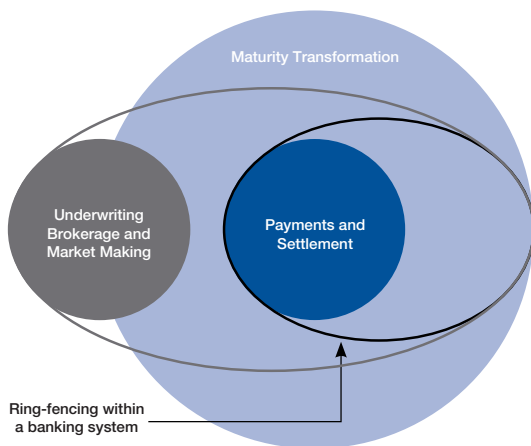 Maturity Transformation
Underwriting
Brokerage and
Market Making
Payments and
Settlement
Ring-fencing within
a banking system